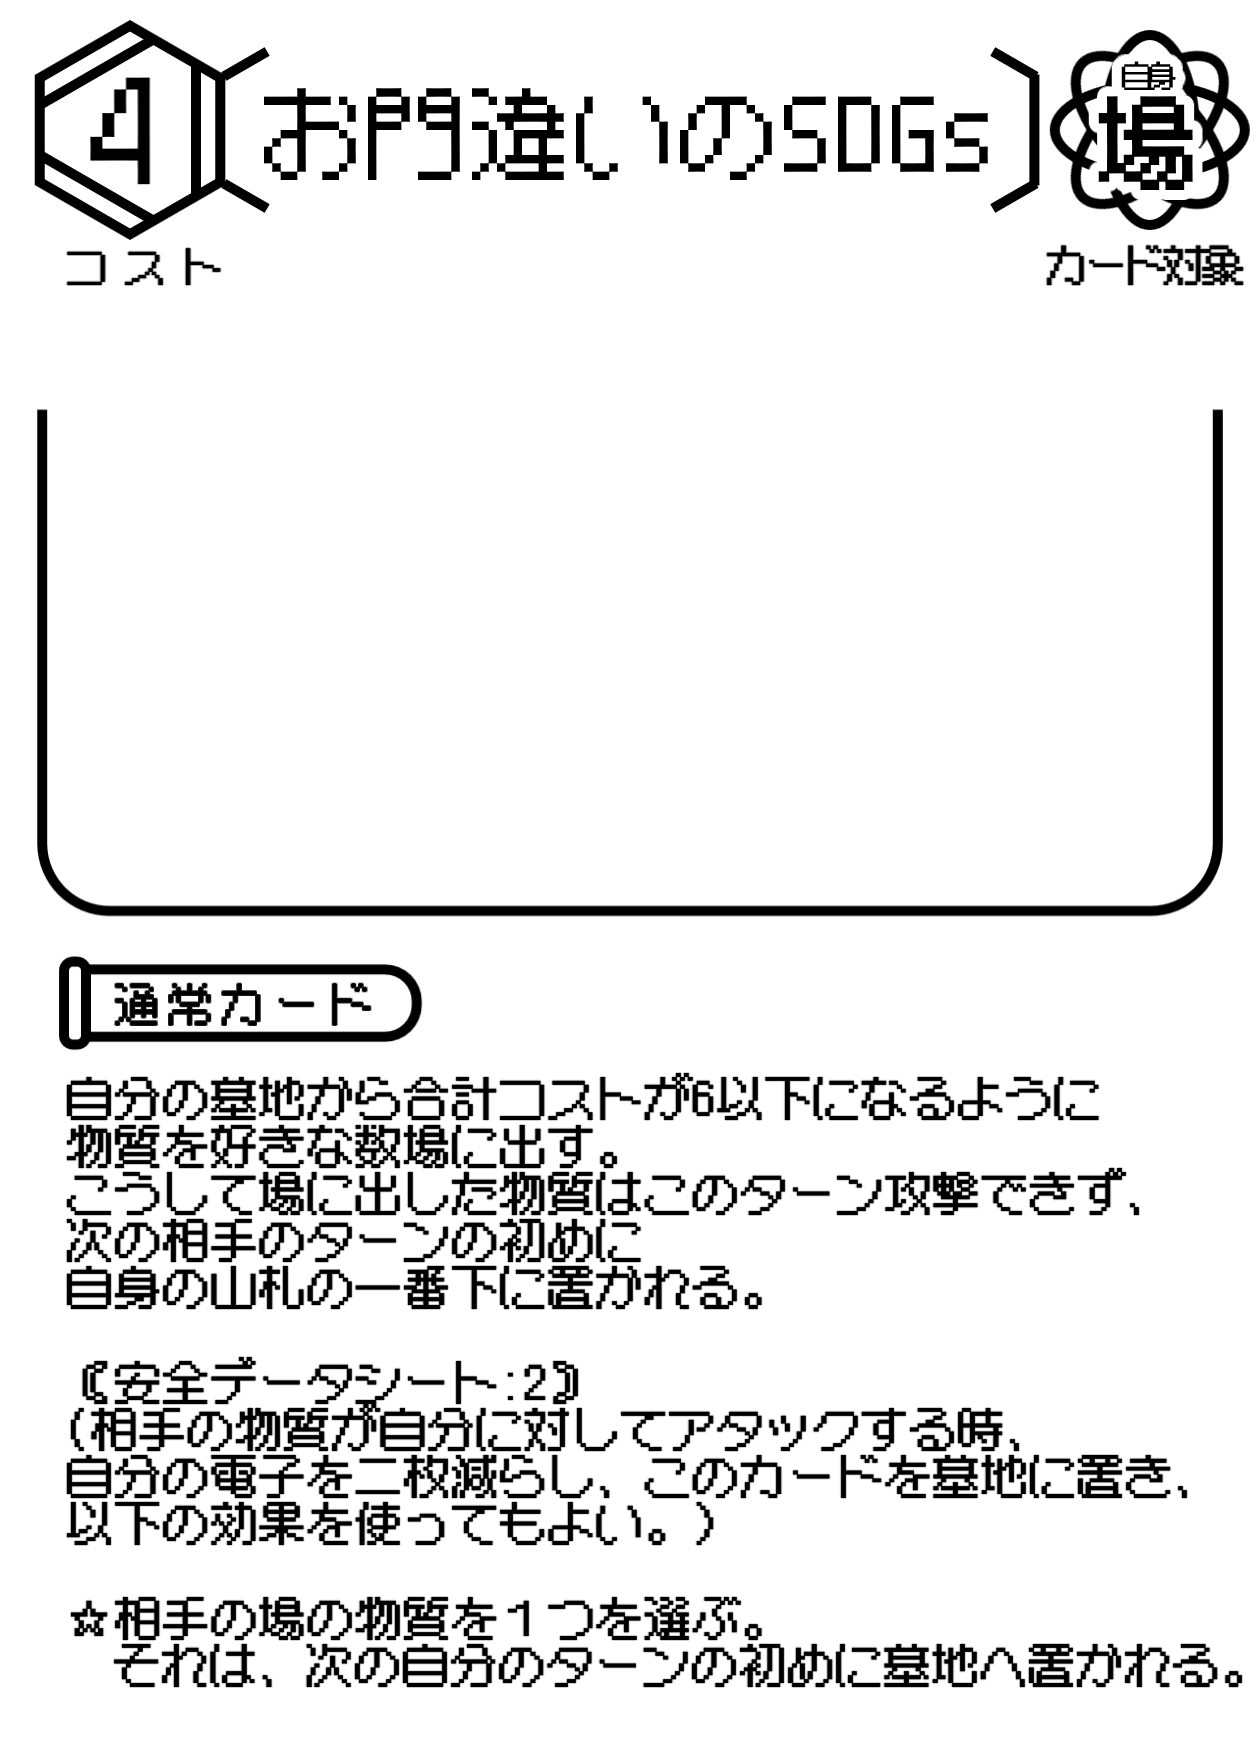 4
お門違いのSDGs
自身
場
コスト
カード対象
通常カード
自分の墓地から合計コストが6以下になるように
物質を好きな数場に出す。
こうして場に出した物質はこのターン攻撃できず、
次の相手のターンの初めに
自身の山札の一番下に置かれる。
〘安全データシート:2〙
(相手の物質が自分に対してアタックする時、
自分の電子を二枚減らし、このカードを墓地に置き、
以下の効果を使ってもよい。)
☆相手の場の物質を１つを選ぶ。
それは、次の自分のターンの初めに墓地へ置かれる。